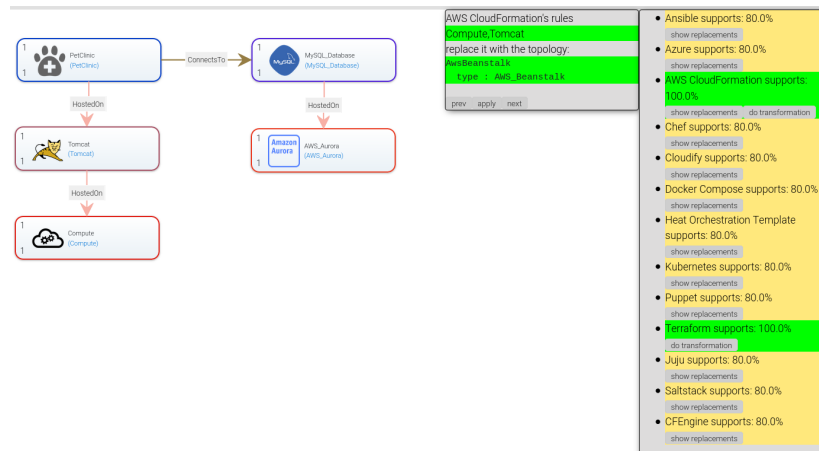 1
PetClinic
(PetClinic)
1
ConnectsTo
1
MySQL
MySQL_Database
(MySQL_Database)
1
HostedOn
HostedOn
1
Tomcat
(Tomcat)
1
1
Amazon
Aurora
AWS_Aurora
(AWS_Aurora)
1
HostedOn
1
Compute
(Compute)
1
AWS CloudFormation's rules
Compute,Tomcat
replace it with the topology:
AwsBeanstalk
type : AWS_Beanstalk
prev apply next
Ansible supports: 80.0%
show replacements
Azure supports: 80.0%
show replacements
AWS CloudFormation supports:
100.0%
show replacements do transformation
Chef supports: 80.0%
show replacements
Cloudify supports: 80.0%
show replacements
Docker Compose supports: 80.0%
show replacements
Heat Orchestration Template
supports: 80.0%
show replacements
Kubernetes supports: 80.0%
show replacements
Puppet supports: 80.0%
show replacements
Terraform supports: 100.0%
do transformation
Juju supports: 80.0%
show replacements
Saltstack supports: 80.0%
show replacements
CFEngine supports: 80.0%
show replacements